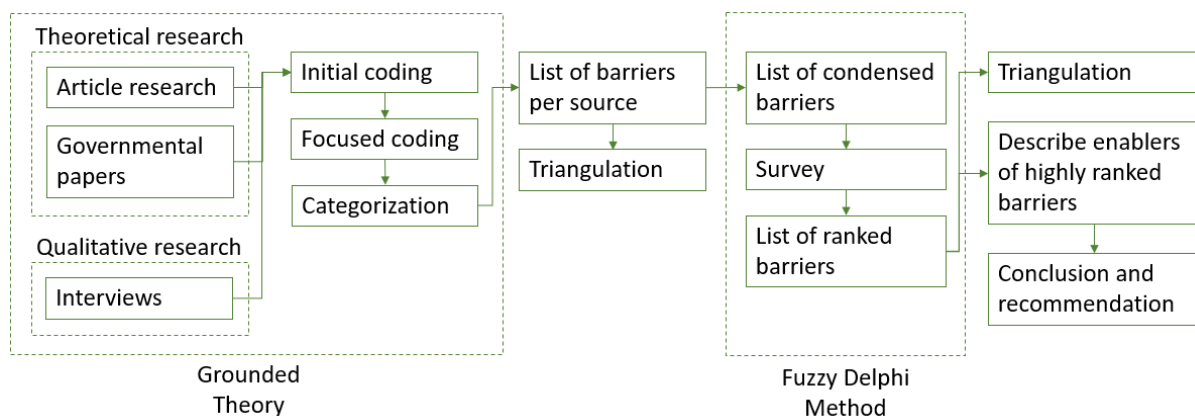 Theoretical research
Article research
Governmental
papers
Qualitative research
Interviews
Initial coding
Focused coding
Categorization
Grounded
Theory
List of barriers
per source
Triangulation
List of condensed
barriers
Survey
List of ranked
barriers
Fuzzy Delphi
Method
Triangulation
Describe enablers
of highly ranked
barriers
Conclusion and
recommendation